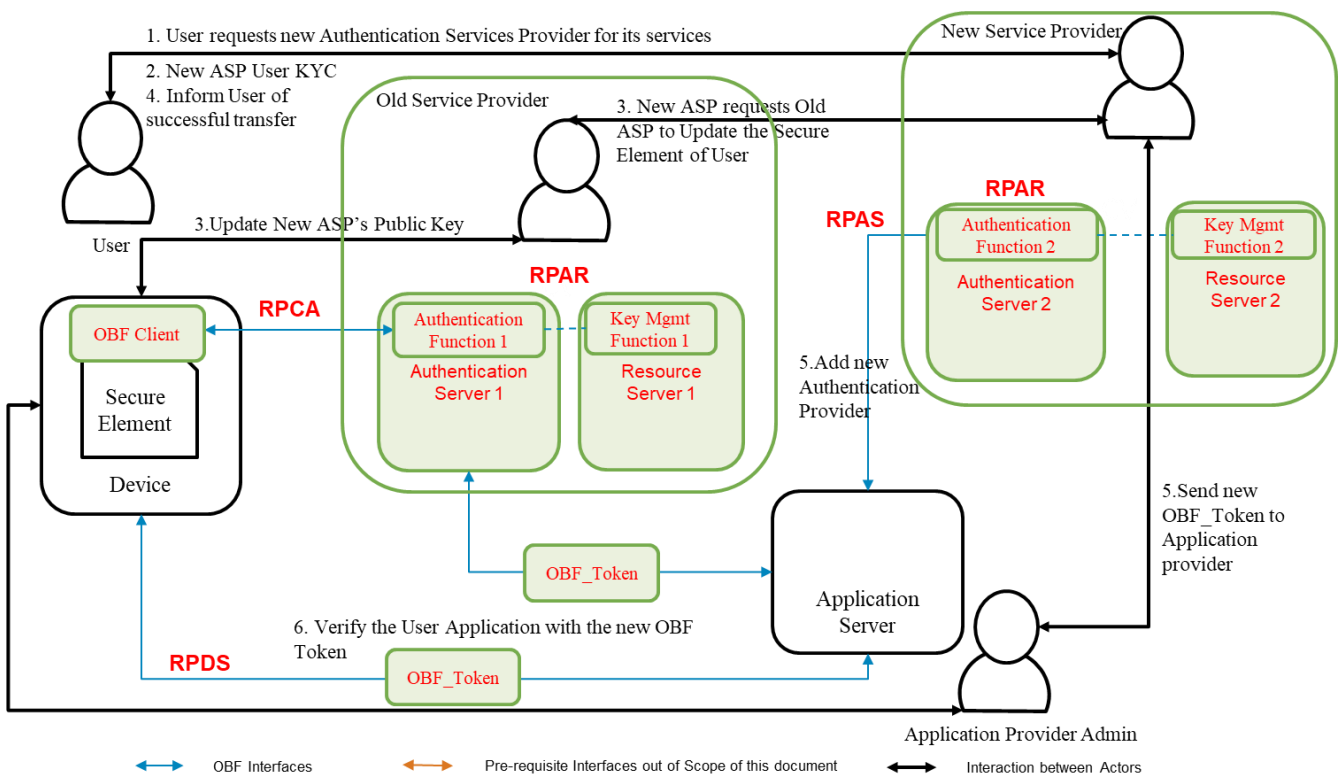 1. User requests new Authentication Services Provider for its services
New Service Provider
2. New ASP User KYC
4. Inform User of
successful transfer
Old Service Provider
3. New ASP requests Old
ASP to Update the Secure
Element of User
3.Update New ASP's Public Key
User
RPAR
RPAS
Authentication
Function 2
Key Mgmt
Function 2
Authentication
Server 2
Resource
Server 2
RPAR
RPCA
OBF Client
Authentication
Function 1
Key Mgmt
Function 1
Authentication
Server 1
Resource
Server 1
Secure
Element
Device
5.Add new
Authentication
Provider
5.Send new
OBF_Token to
Application
provider
OBF_Token
Application
Server
6. Verify the User Application with the new OBF
Token
RPDS
OBF_Token
Application Provider Admin
OBF Interfaces
Pre-requisite Interfaces out of Scope of this document
Interaction between Actors